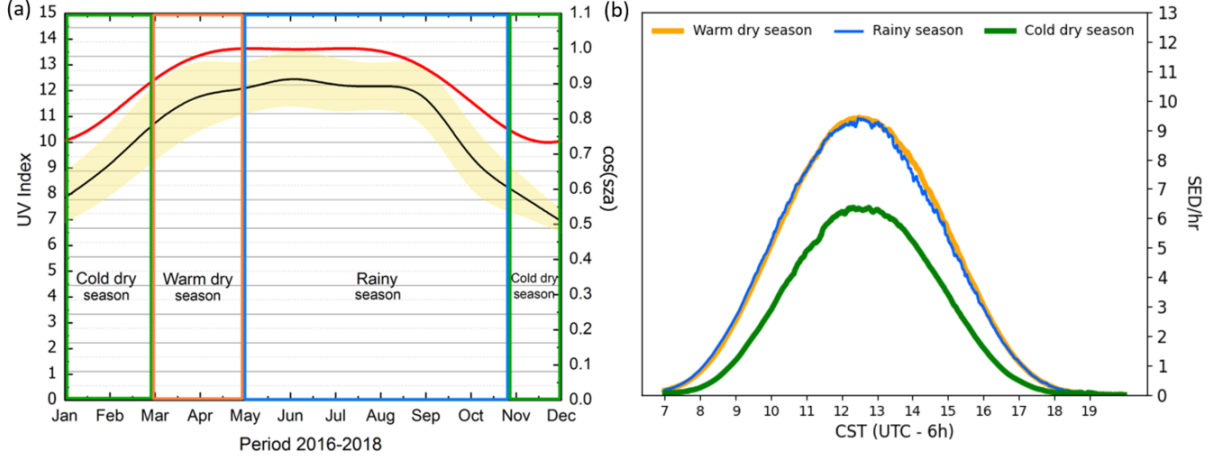 (a)
15
14
13
12
11
10
9
8
7
6
5
4
3
2
1
0
UV Index
1.1
1.0
0.9
0.8
0.7
0.6
0.5
0.4
0.3
0.2
0.1
0.0
cos(sza)
Cold dry
season
Warm dry
season
Rainy
season
Cold dry
season
Jan Feb Mar Apr May Jun Jul Aug Sep Oct Nov Dec
Period 2016-2018
(b)
Warm dry season Rainy season Cold dry season
13
12
11
10
9
8
7
6
5
4
3
2
1
0
SED/hr
7 8 9 10 11 12 13 14 15 16 17 18 19
CST (UTC - 6h)